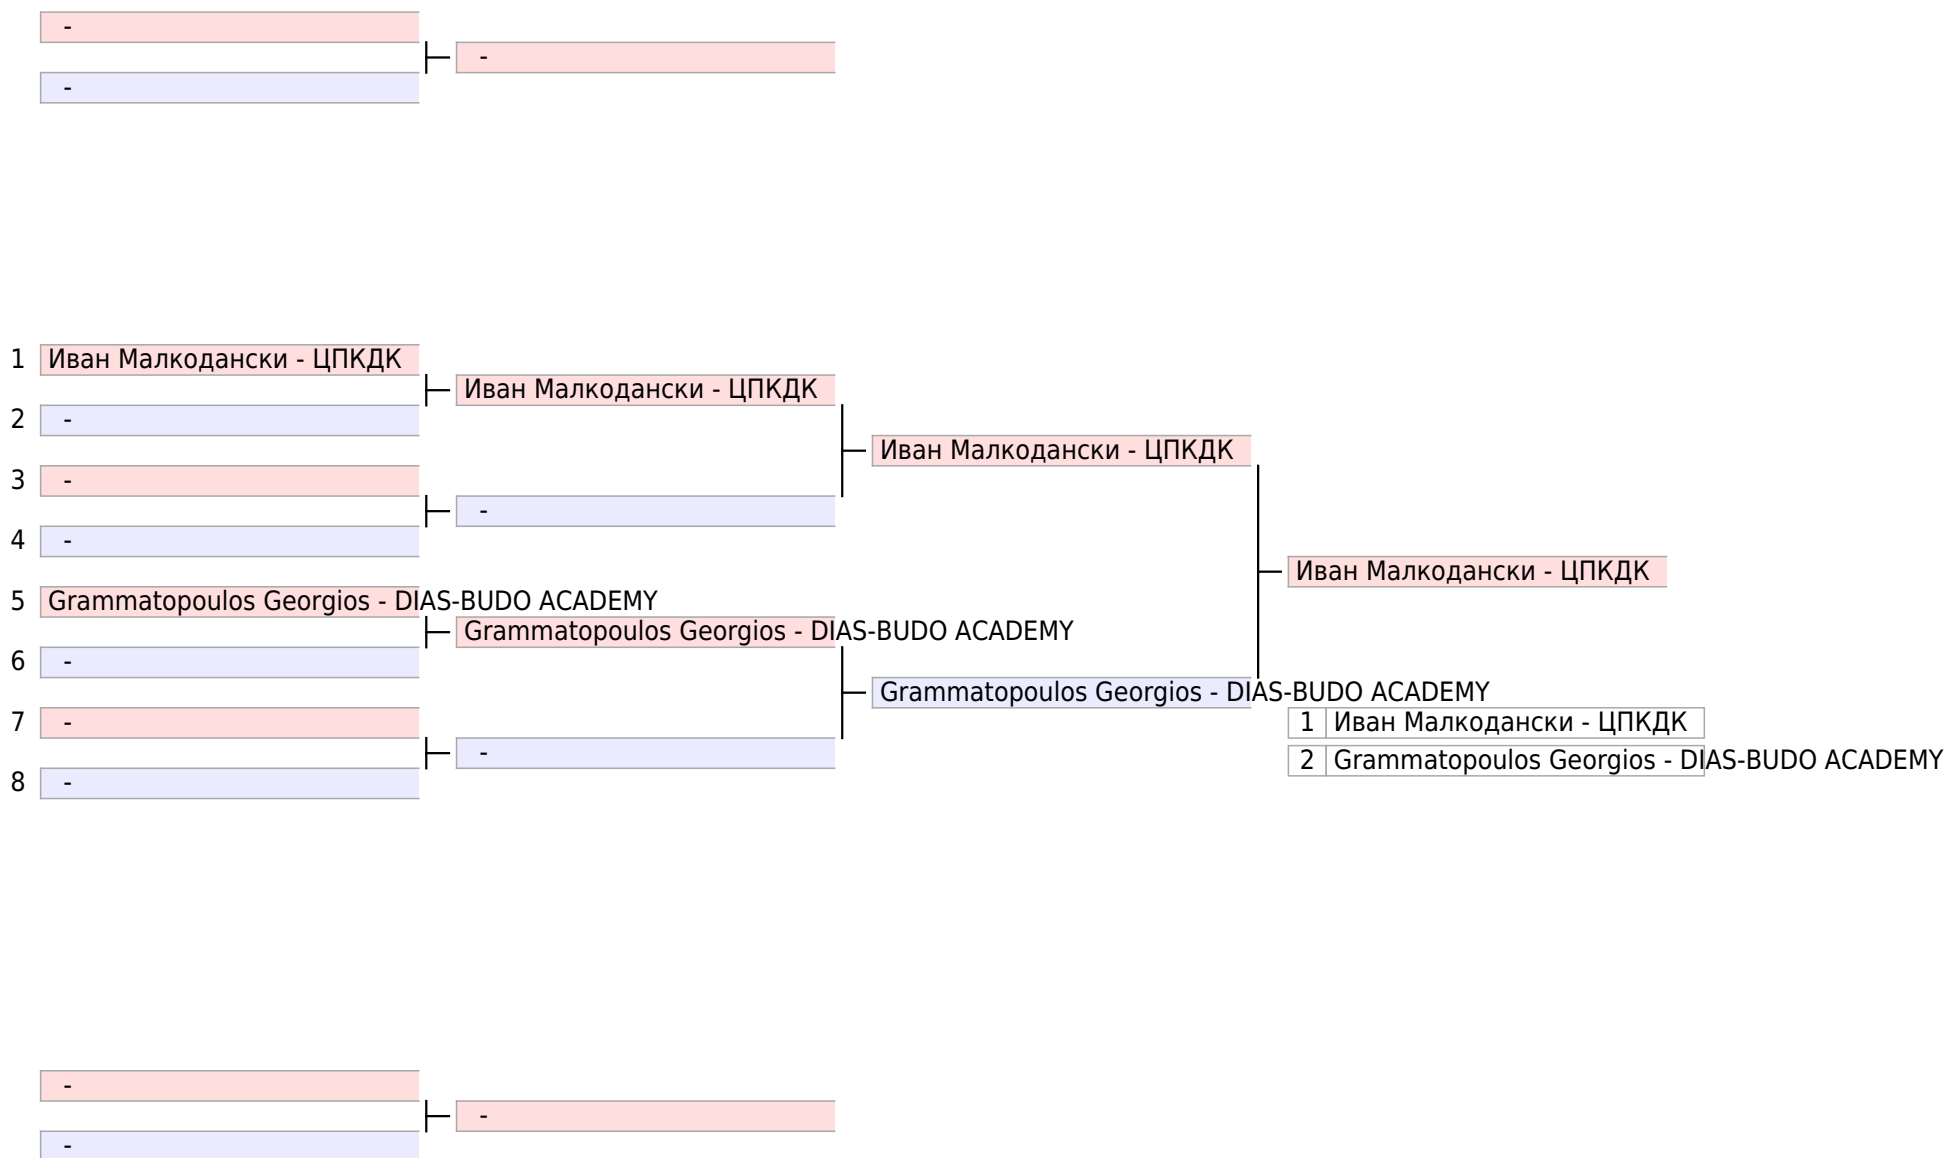 -
-
-
1 Иван Малкодански - ЦПКДК
Иван Малкодански - ЦПКДК
2 -
Иван Малкодански - ЦПКДК
3 -
-
4 -
Иван Малкодански - ЦПКДК
5 Grammatopoulos Georgios - DIAS-BUDO ACADEMY
Grammatopoulos Georgios - DIAS-BUDO ACADEMY
6 -
Grammatopoulos Georgios - DIAS-BUDO ACADEMY
7 -
1 Иван Малкодански - ЦПКДК
-
2 Grammatopoulos Georgios - DIAS-BUDO ACADEMY
8 -
-
-
-